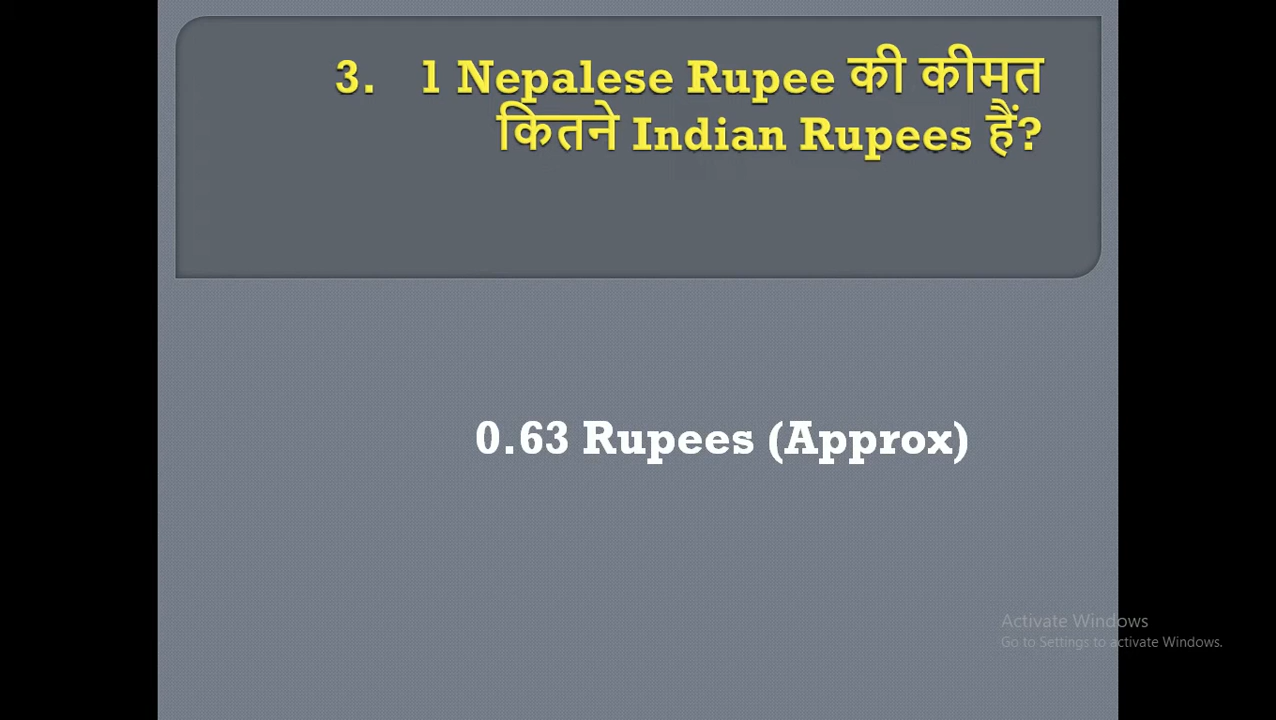 3. 1 Nepalese Rupee की कीमत
कितने Indian Rupees हैं?
0.63 Rupees (Approx)
Activate Windows
Go to Settings to activate Windows.